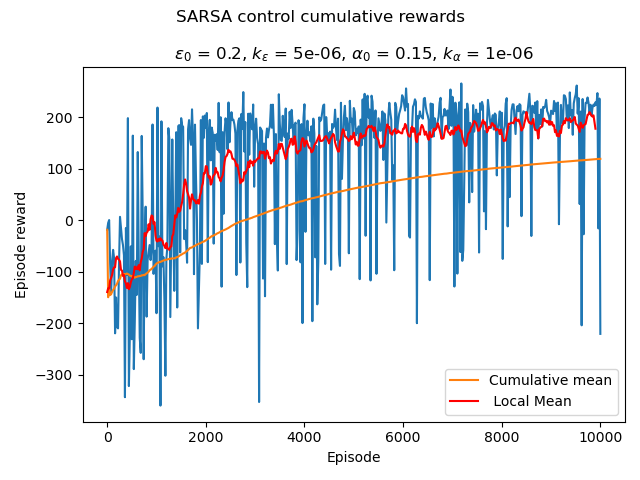 SARSA control cumulative rewards
ε₀ = 0.2, kε = 5e-06, α₀ = 0.15, kα = 1e-06
Episode reward
200
100
0
−100
−200
−300
0
2000
4000
6000
8000
10000
Episode
Cumulative mean
Local Mean